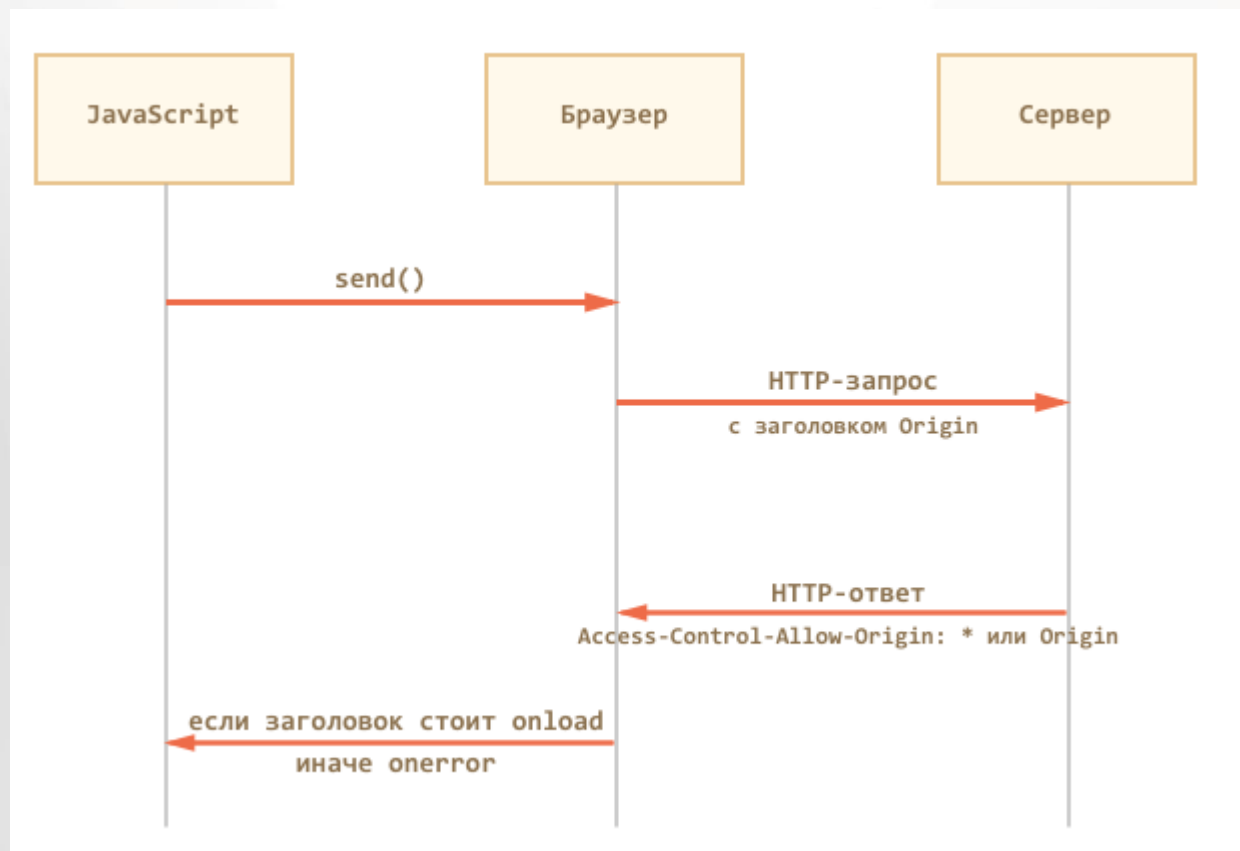 JavaScript
Браузер
Сервер
send()
HTTP-запрос
с заголовком Origin
HTTP-ответ
Access-Control-Allow-Origin: * или Origin
если заголовок стоит onload
иначе onerror